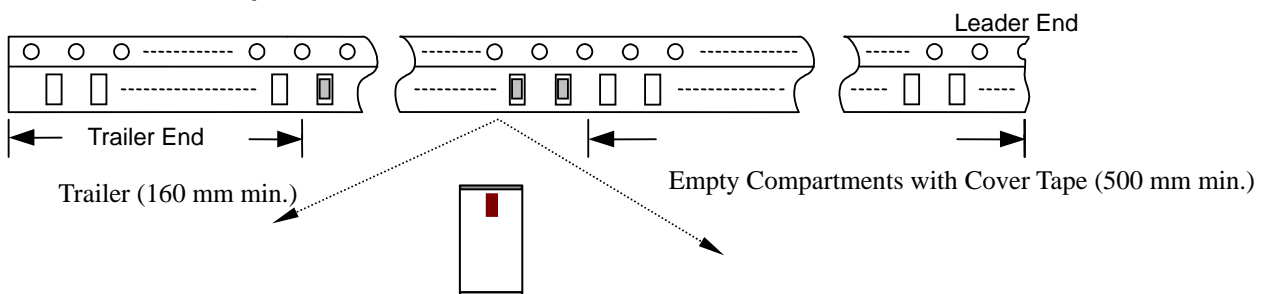 Leader End
Trailer End
Trailer (160 mm min.)
Empty Compartments with Cover Tape (500 mm min.)